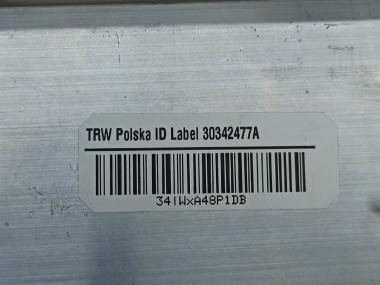 TRW Polska ID Label 30342477A
34IWxA48P1DB